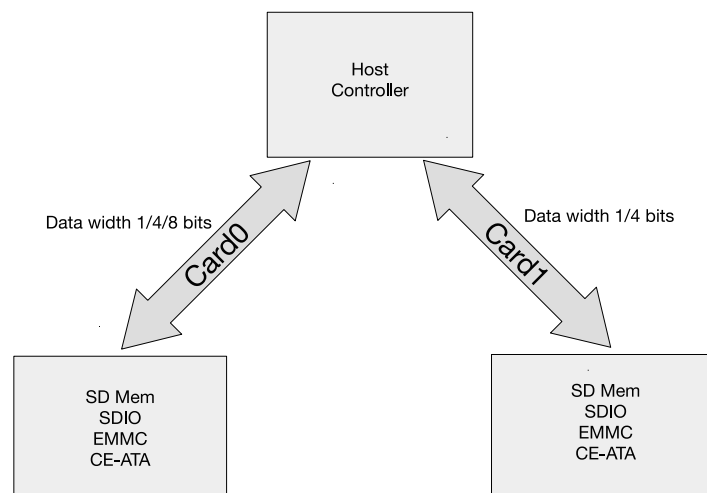 Host
Controller
Data width 1/4/8 bits
Card0
Card1
Data width 1/4 bits
SD Mem
SDIO
EMMC
CE-ATA
SD Mem
SDIO
EMMC
CE-ATA